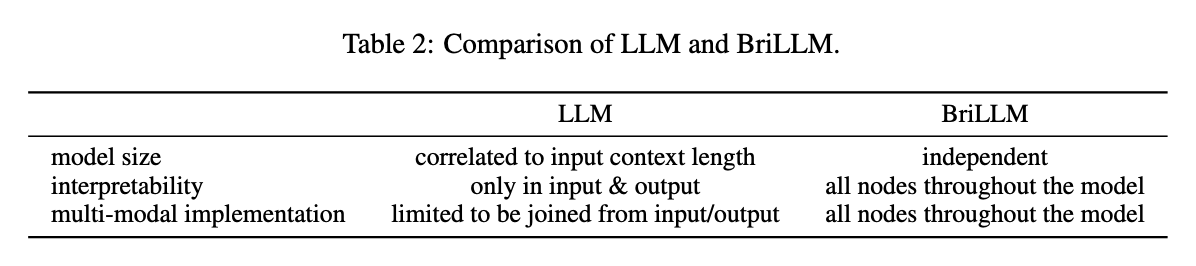 Table 2: Comparison of LLM and BriLLM.
LLM BriLLM
model size correlated to input context length independent
interpretability only in input & output all nodes throughout the model
multi-modal implementation limited to be joined from input/output all nodes throughout the model